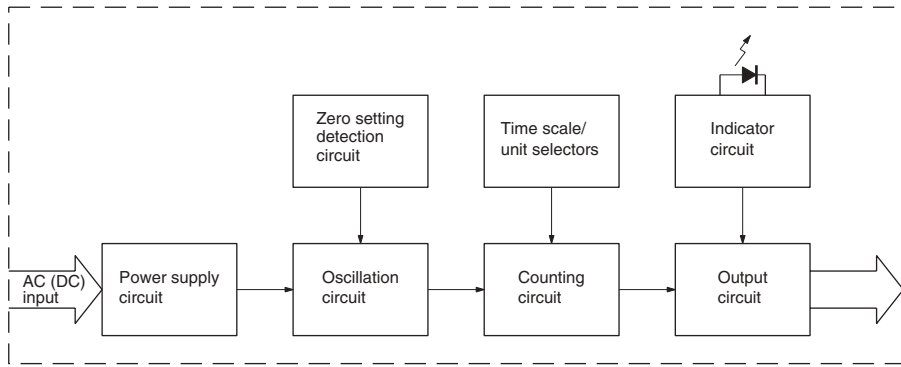 Zero setting
detection
circuit
Time scale/
unit selectors
Indicator
circuit
AC (DC)
input
Power supply
circuit
Oscillation
circuit
Counting
circuit
Output
circuit